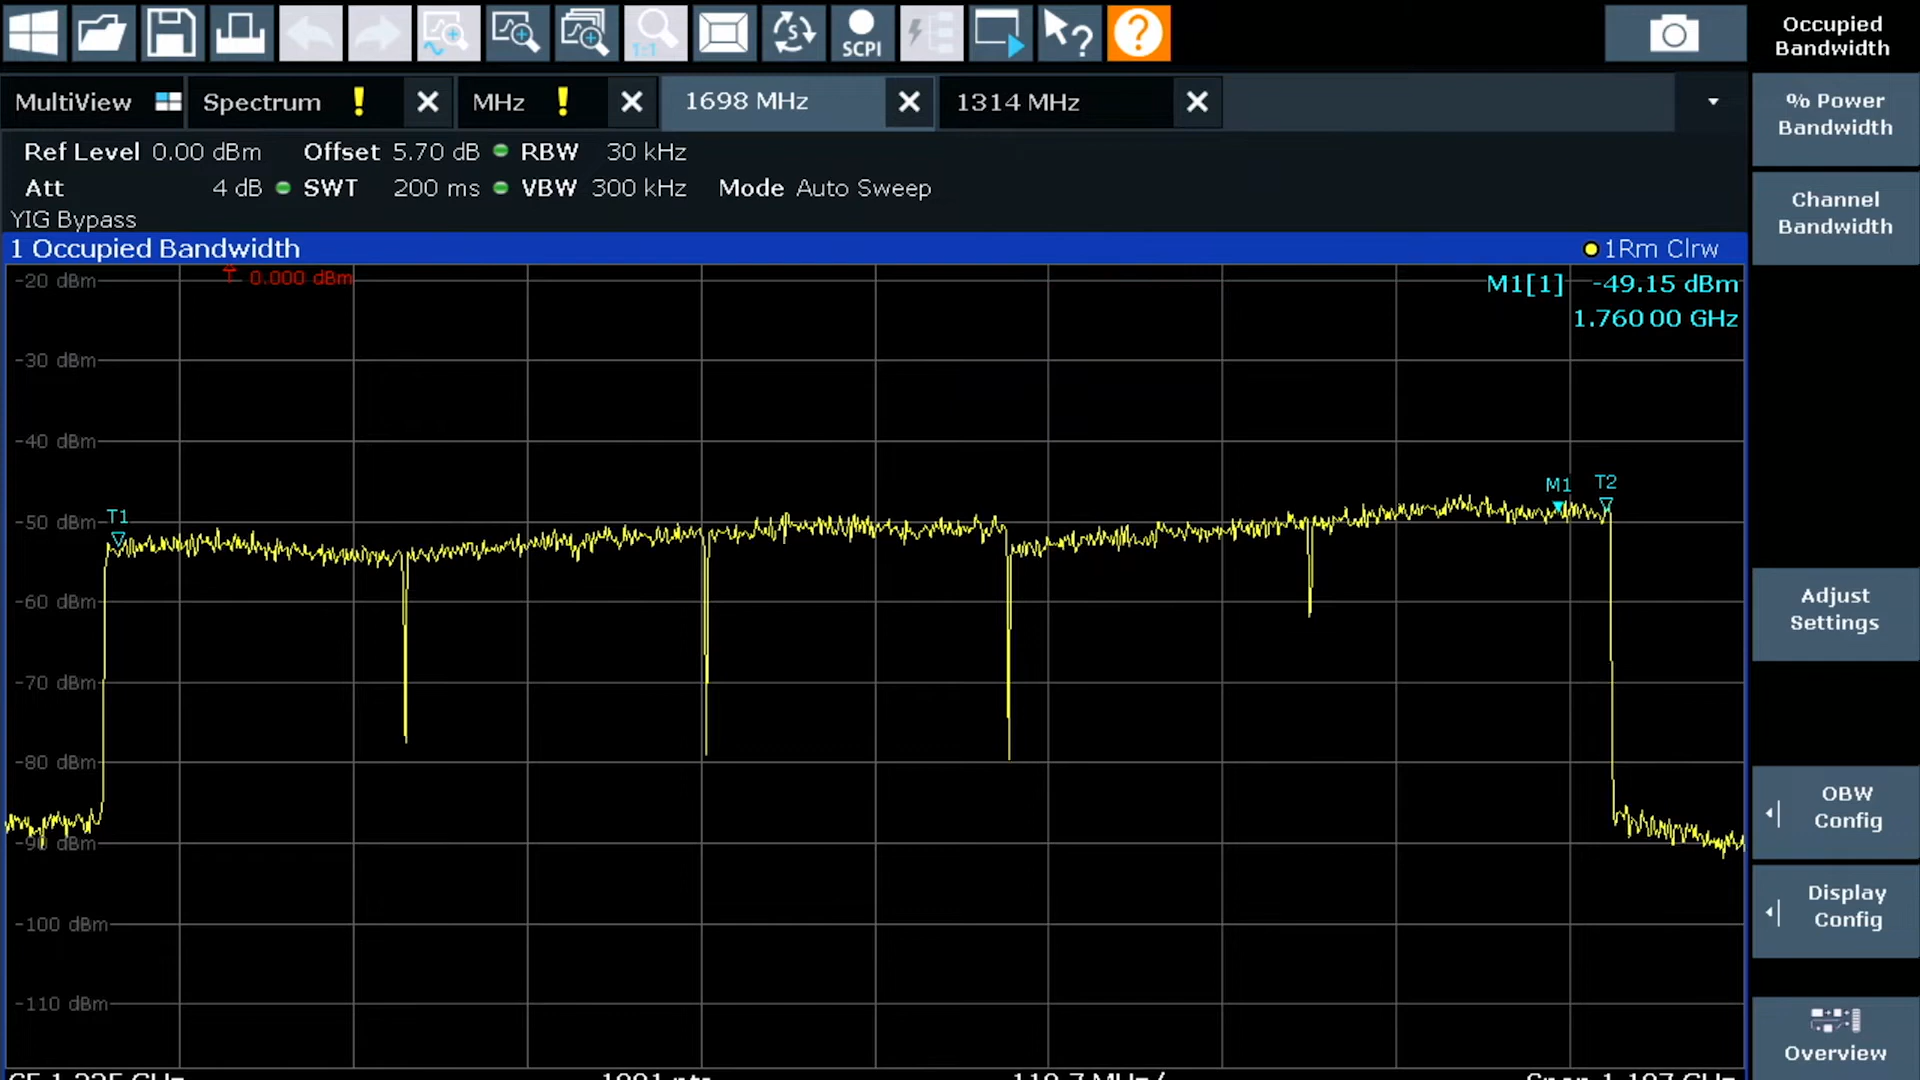 1:1
SCPI
Occupied
Bandwidth
MultiView Spectrum ! MHz ! 1698 MHz 1314 MHz
% Power
Bandwidth
Ref Level 0.00 dBm Offset 5.70 dB RBW 30 kHz
Att 4 dB SWT 200 ms VBW 300 kHz Mode Auto Sweep
YIG Bypass
Channel
Bandwidth
1 Occupied Bandwidth 1Rm Clrw
0.000 dBm
M1[1] -49.15 dBm
1.760 00 GHz
-20 dBm
-30 dBm
-40 dBm
M1 T2
T1
-50 dBm
-60 dBm
-70 dBm
-80 dBm
-90 dBm
-100 dBm
-110 dBm
Adjust
Settings
OBW
Config
Display
Config
Overview